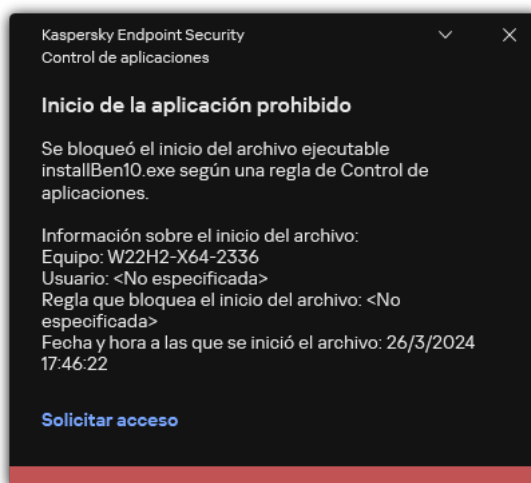 Kaspersky Endpoint Security
Control de aplicaciones
Inicio de la aplicación prohibido
Se bloqueó el inicio del archivo ejecutable
installBen10.exe según una regla de Control de
aplicaciones.
Información sobre el inicio del archivo:
Equipo: W22H2-X64-2336
Usuario: <No especificada>
Regla que bloquea el inicio del archivo: <No
especificada>
Fecha y hora a las que se inició el archivo: 26/3/2024
17:46:22
Solicitar acceso